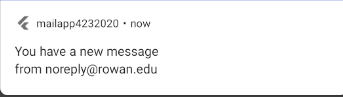 mailapp4232020 • now
You have a new message
from noreply@rowan.edu